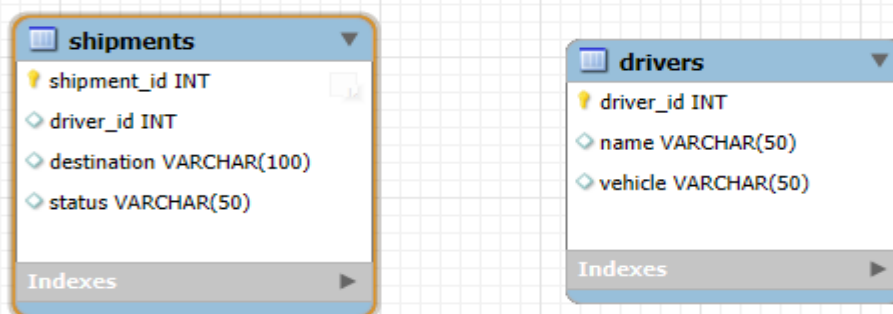 shipments
shipment_id INT
driver_id INT
destination VARCHAR(100)
status VARCHAR(50)
Indexes
drivers
driver_id INT
name VARCHAR(50)
vehicle VARCHAR(50)
Indexes